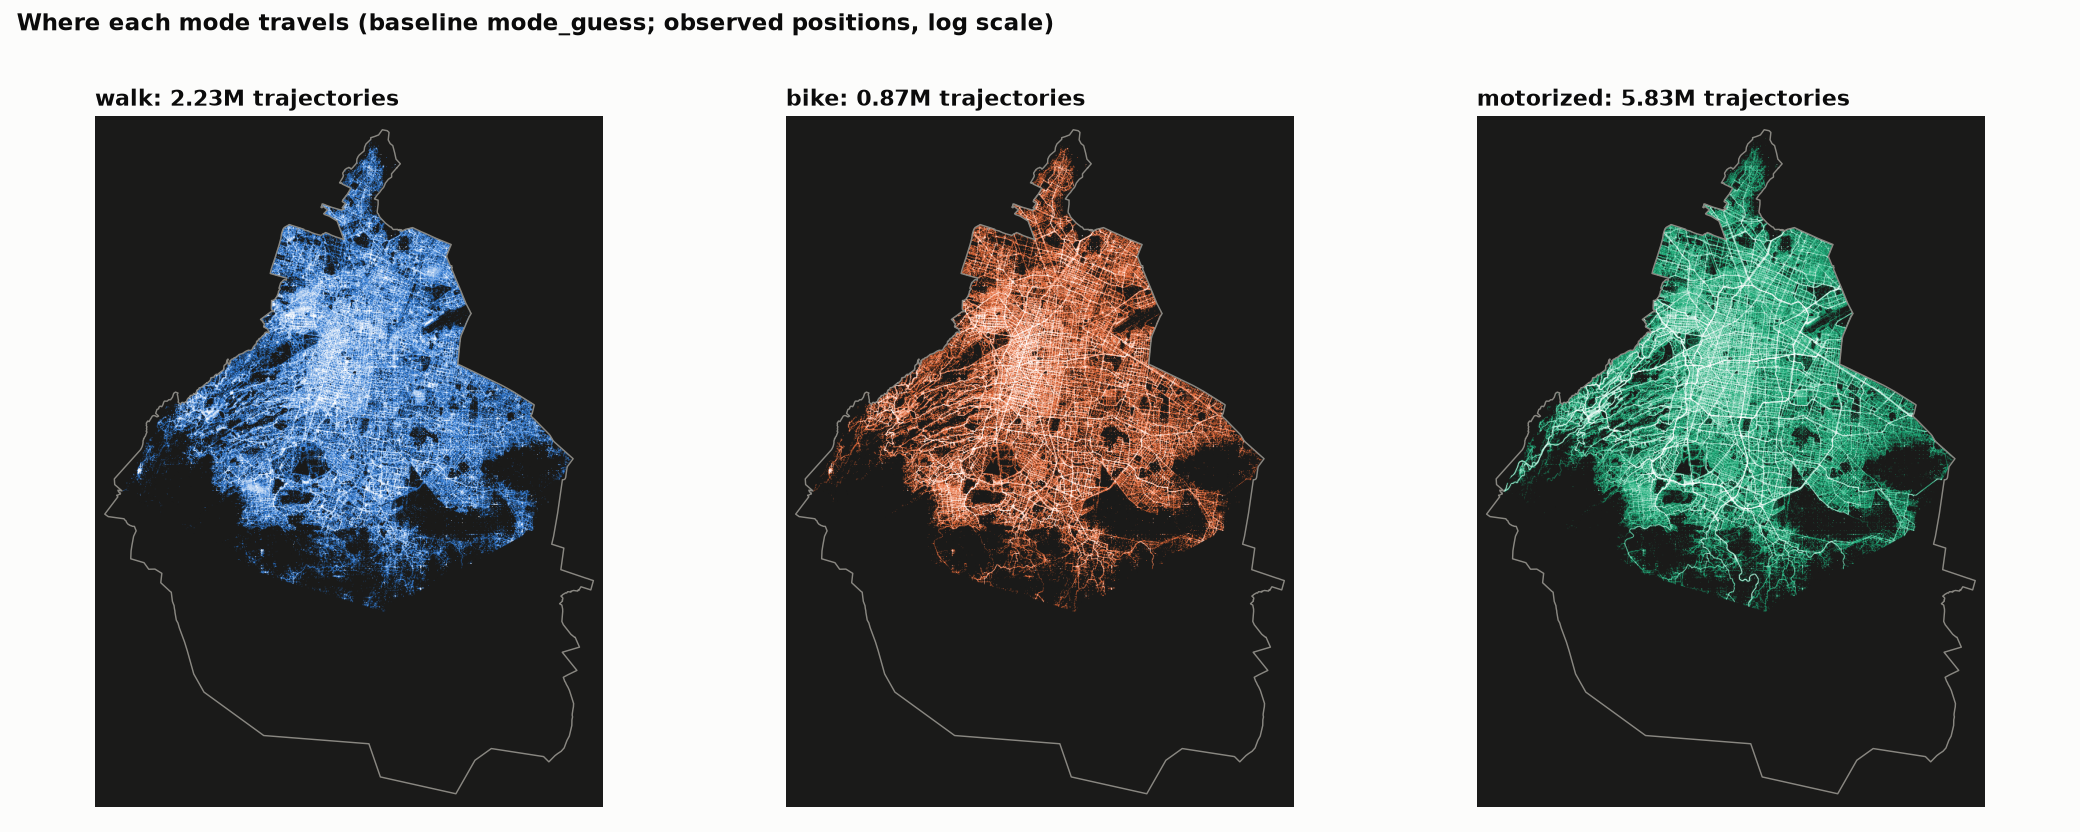 Where each mode travels (baseline mode_guess; observed positions, log scale)
walk: 2.23M trajectories
bike: 0.87M trajectories
motorized: 5.83M trajectories